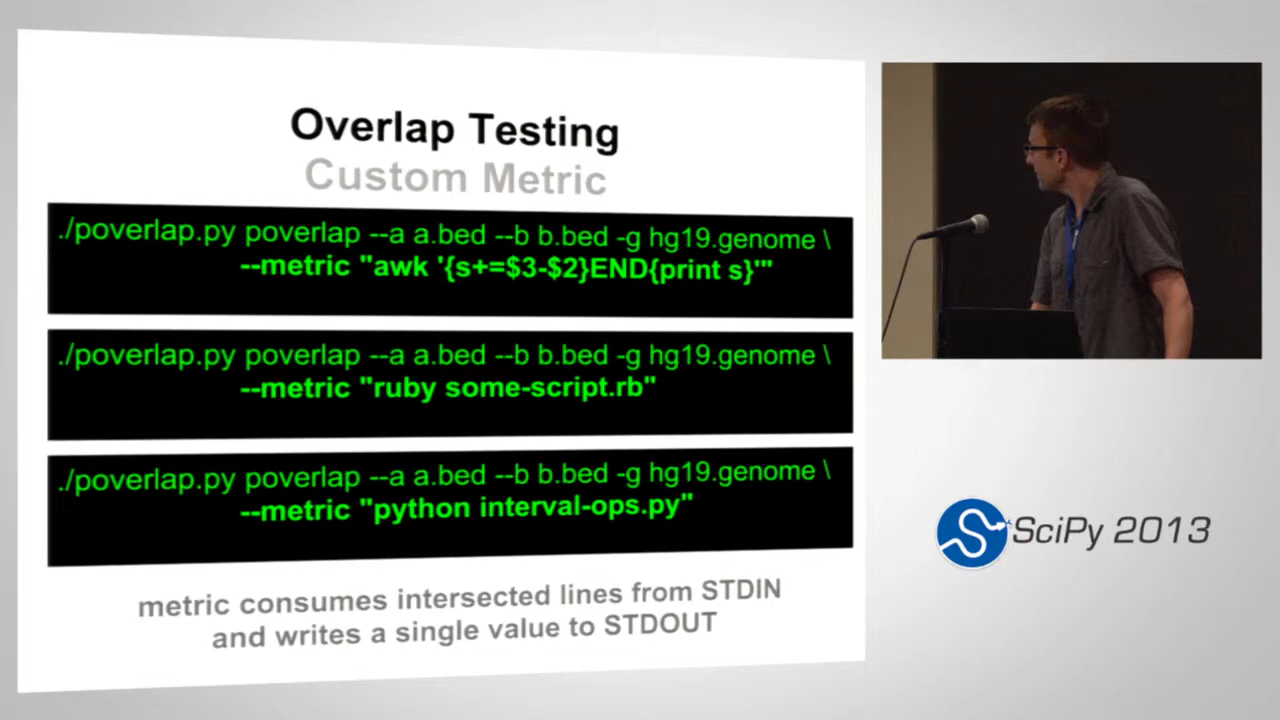 Overlap Testing
Custom Metric
./poverlap.py poverlap --a a.bed --b b.bed -g hg19.genome \
--metric "awk '{s+=$3-$2}END{print s}'"
./poverlap.py poverlap --a a.bed --b b.bed -g hg19.genome \
--metric "ruby some-script.rb"
./poverlap.py poverlap --a a.bed --b b.bed -g hg19.genome \
--metric "python interval-ops.py"
metric consumes intersected lines from STDIN
and writes a single value to STDOUT
SciPy 2013